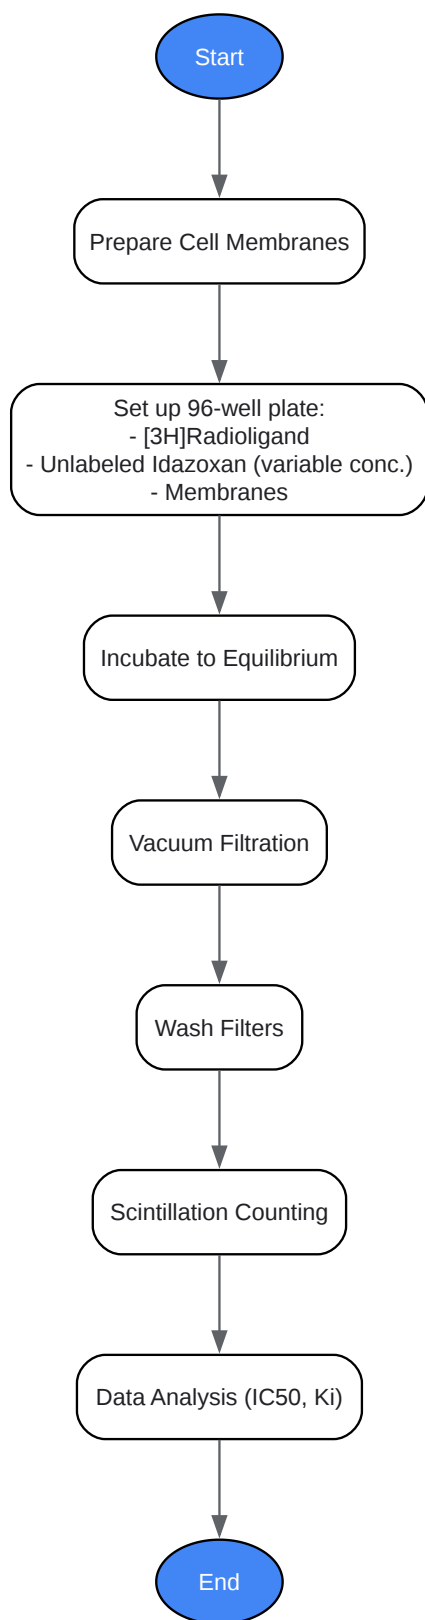 Start
Prepare Cell Membranes
Set up 96-well plate:
- [3H]Radioligand
- Unlabeled Idazoxan (variable conc.)
- Membranes
Incubate to Equilibrium
Vacuum Filtration
Wash Filters
Scintillation Counting
Data Analysis (IC50, Ki)
End